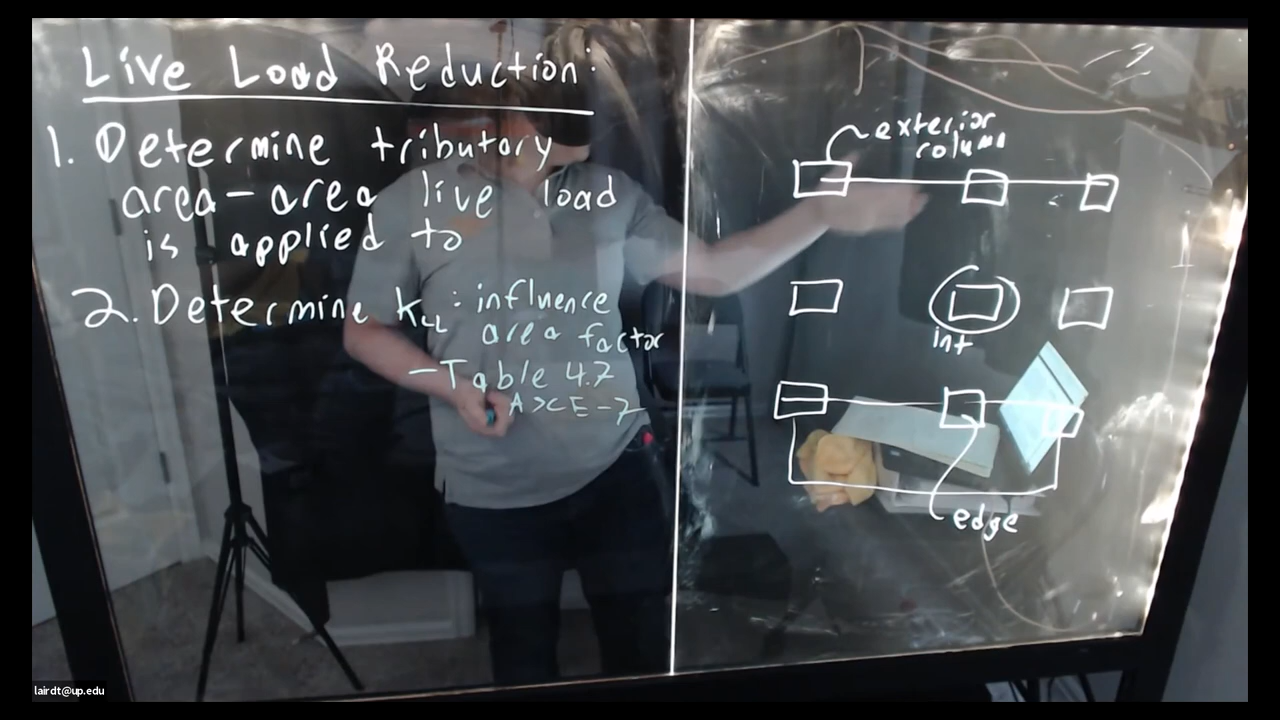 Live Load Reduction:
1. Determine tributary
area-area live load
is applied to
2. Determine KLL: influence
area factor
-Table 4.7
ASCE-7
exterior
column
int
edge
lairdt@up.edu